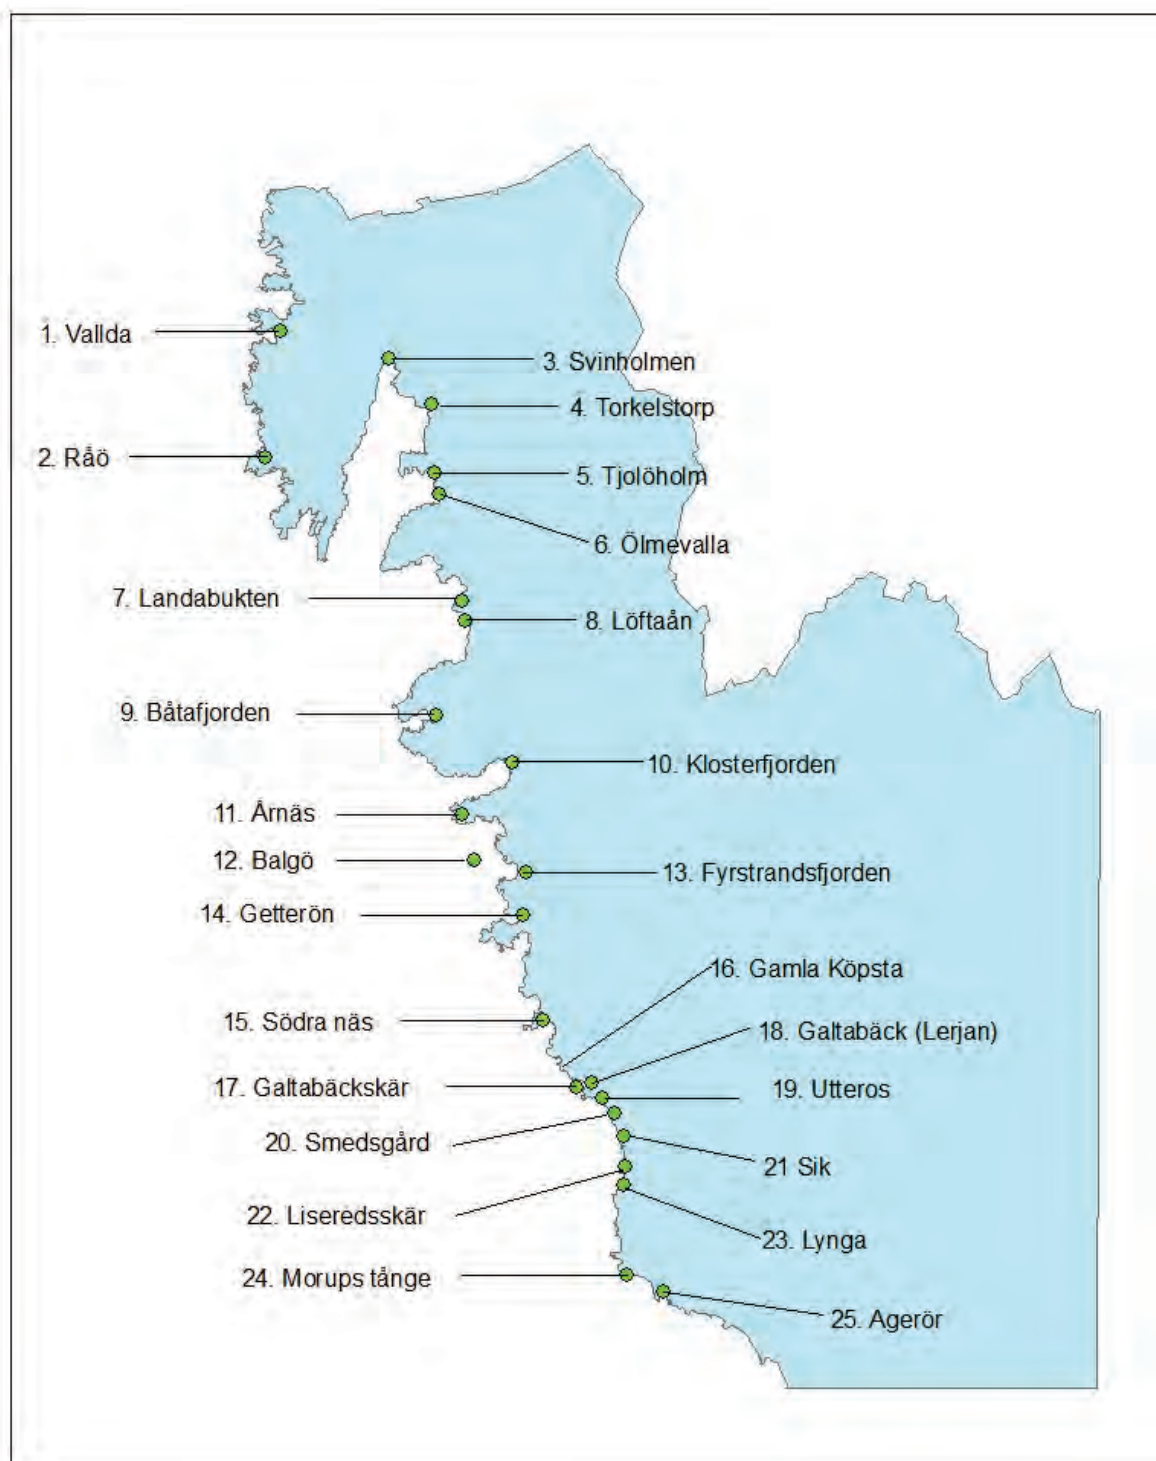 1. Vallda
2. Råö
3. Svinholmen
4. Torkelstorp
5. Tjolöholm
6. Ölmevalla
7. Landabukten
8. Löftaån
9. Båtafjorden
10. Klosterfjorden
11. Årnäs
12. Balgö
13. Fyrstrandsfjorden
14. Getterön
15. Södra näs
16. Gamla Köpsta
17. Galtabäckskär
18. Galtabäck (Lerjan)
19. Utteros
20. Smedsgård
21 Sik
22. Liseredsskär
23. Lynga
24. Morups tånge
25. Agerör